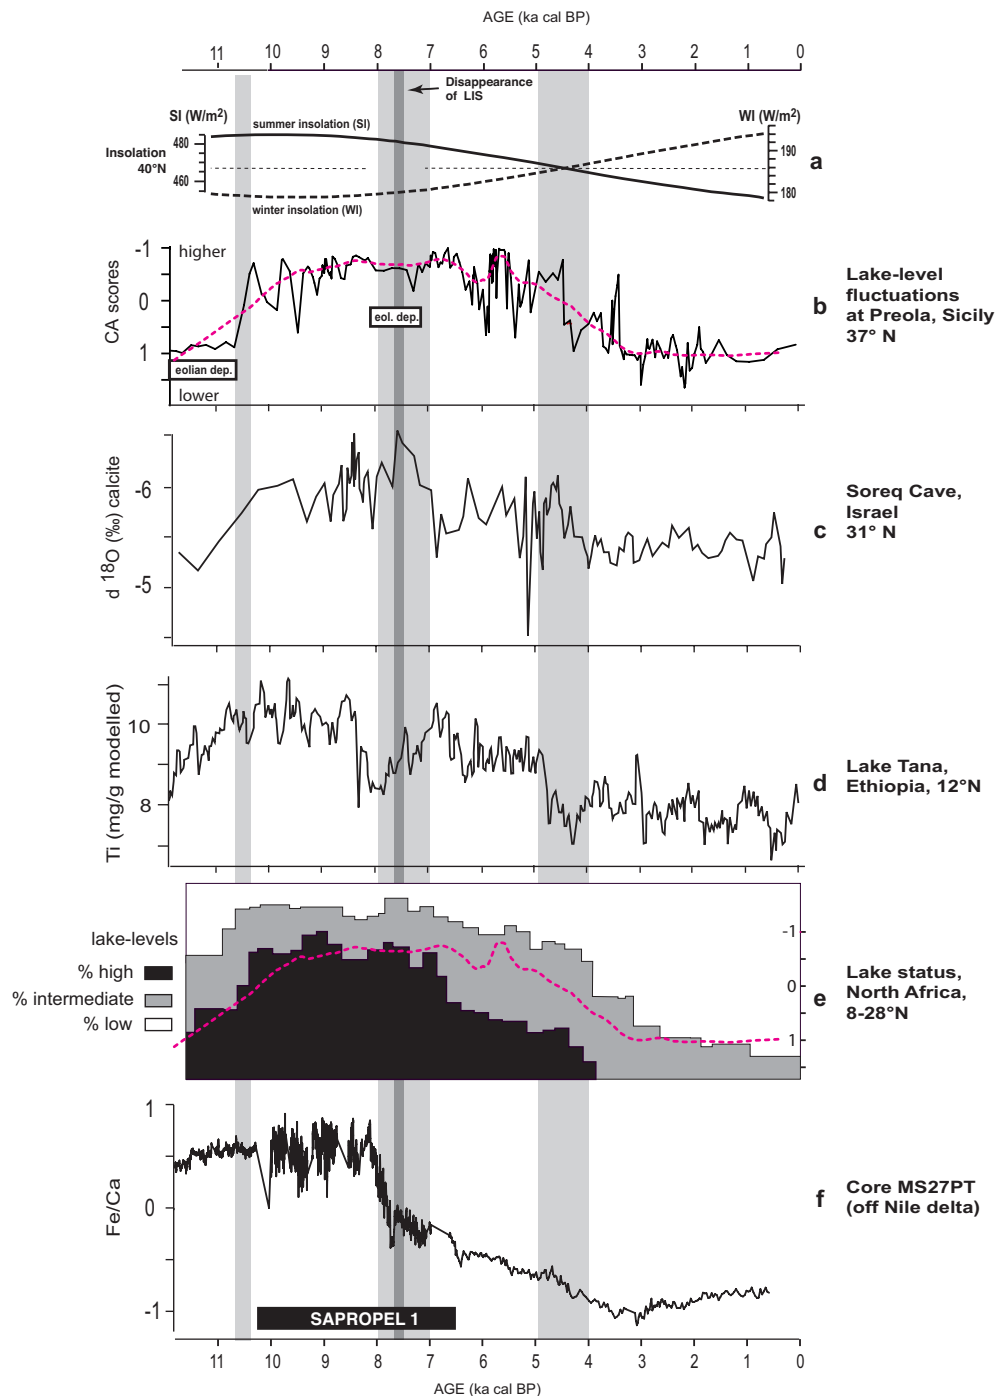 AGE (ka cal BP)
11 10 9 8 7 6 5 4 3 2 1 0
Disappearance
of LIS
SI (W/m²)
WI (W/m²)
summer insolation (SI)
480
190
Insolation
40°N
a
460
180
winter insolation (WI)
-1
higher
CA scores
0
eol. dep.
b
Lake-level
fluctuations
at Preola, Sicily
37° N
1
eolian dep.
lower
d 18O (‰) calcite
-6
-5
c
Soreq Cave,
Israel
31° N
Ti (mg/g modelled)
10
8
d
Lake Tana,
Ethiopia, 12°N
lake-levels
% high
% intermediate
% low
-1
0
1
e
Lake status,
North Africa,
8-28°N
Fe/Ca
1
0
-1
f
Core MS27PT
(off Nile delta)
SAPROPEL 1
11 10 9 8 7 6 5 4 3 2 1 0
AGE (ka cal BP)